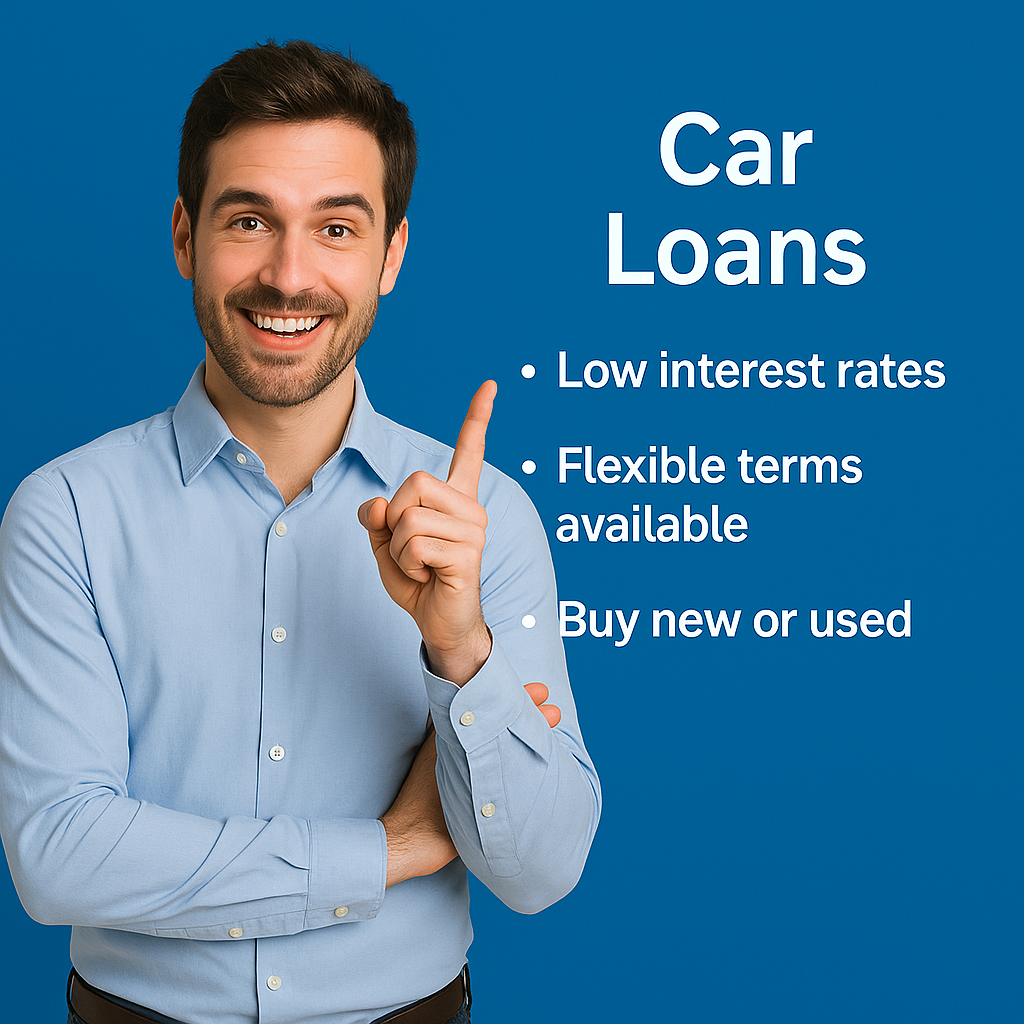 Car
Loans
• Low interest rates
• Flexible terms
available
• Buy new or used